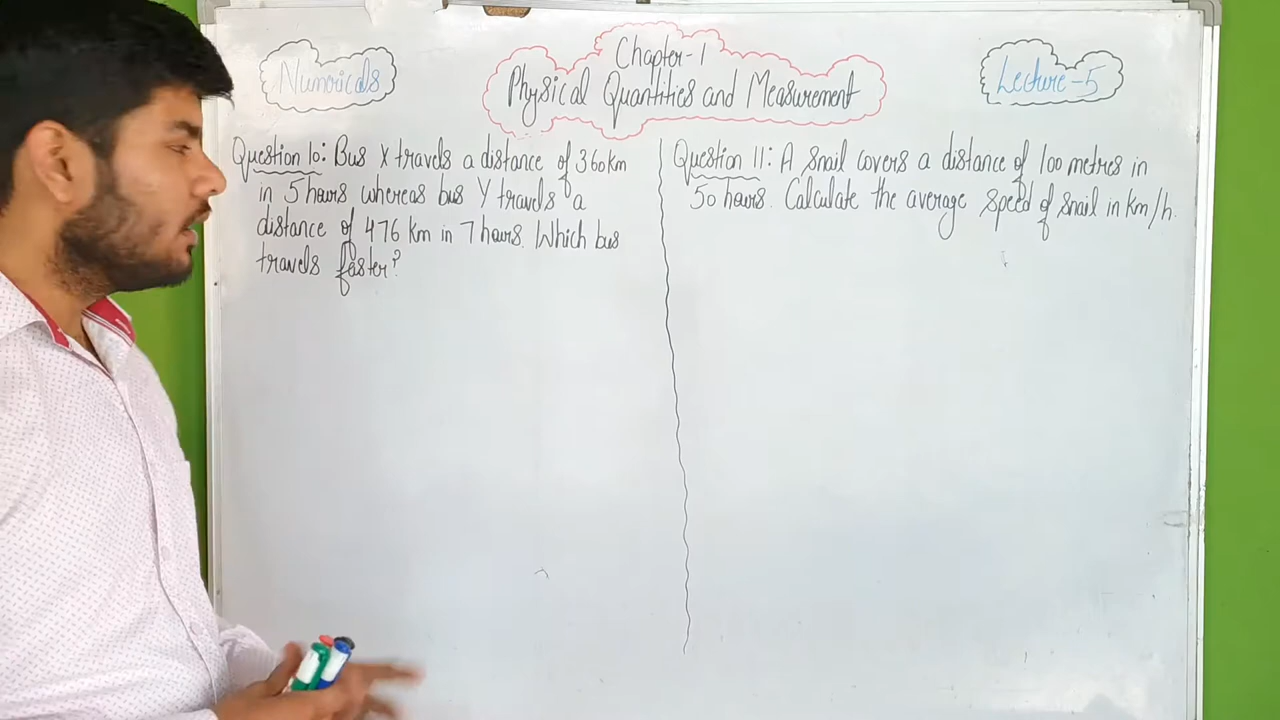 Numericals
Chapter-1
Physical Quantities and Measurement
Lecture-5
Question 10: Bus X travels a distance of 360km
in 5 hours whereas bus Y travels a
distance of 476 km in 7 hours. Which bus
travels faster?
Question 11: A snail covers a distance of 100 metres in
50 hours. Calculate the average speed of snail in km/h.